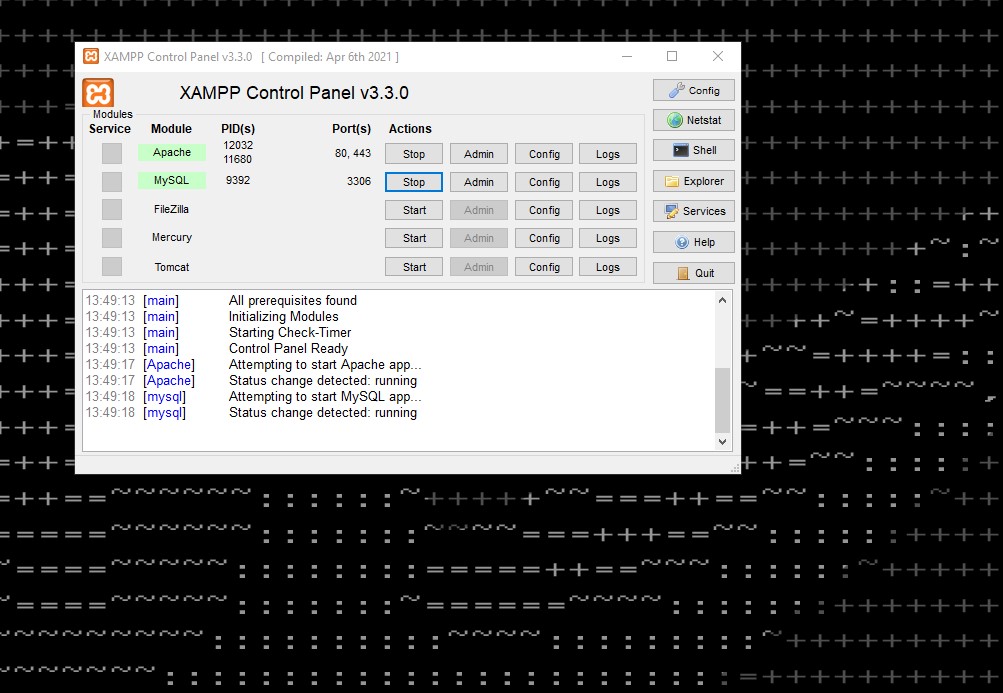 XAMPP Control Panel v3.3.0 [ Compiled: Apr 6th 2021 ]
XAMPP Control Panel v3.3.0
Config
Modules
Service Module PID(s) Port(s) Actions
Netstat
Apache 12032 11680 80, 443 Stop Admin Config Logs
Shell
MySQL 9392 3306 Stop Admin Config Logs
Explorer
FileZilla Start Admin Config Logs
Services
Mercury Start Admin Config Logs
Help
Tomcat Start Admin Config Logs
Quit
13:49:13 [main] All prerequisites found
13:49:13 [main] Initializing Modules
13:49:13 [main] Starting Check-Timer
13:49:13 [main] Control Panel Ready
13:49:17 [Apache] Attempting to start Apache app...
13:49:17 [Apache] Status change detected: running
13:49:18 [mysql] Attempting to start MySQL app...
13:49:18 [mysql] Status change detected: running